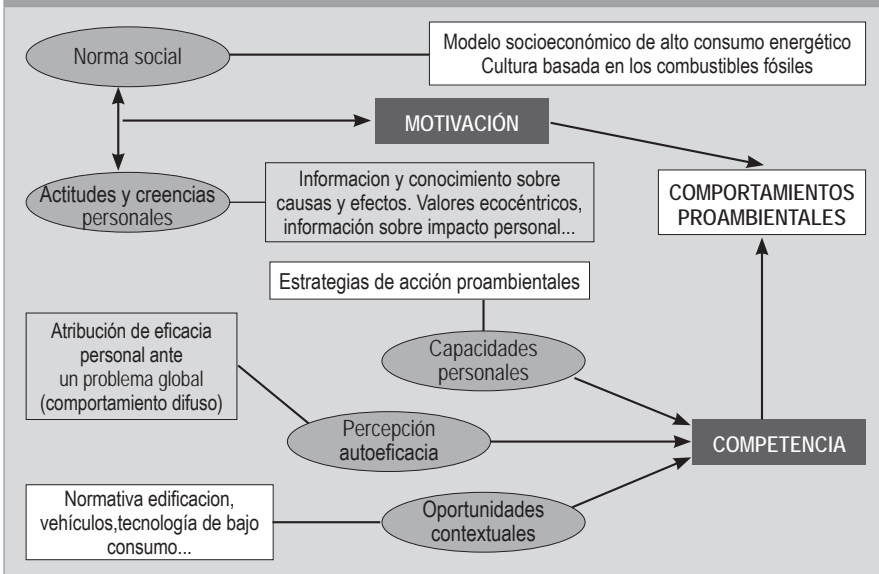 Norma social
Modelo socioeconómico de alto consumo energético
Cultura basada en los combustibles fósiles
MOTIVACIÓN
Actitudes y creencias
personales
Informacion y conocimiento sobre
causas y efectos. Valores ecocéntricos,
información sobre impacto personal...
COMPORTAMIENTOS
PROAMBIENTALES
Estrategias de acción proambientales
Atribución de eficacia
personal ante
un problema global
(comportamiento difuso)
Capacidades
personales
Percepción
autoeficacia
COMPETENCIA
Normativa edificacion,
vehículos,tecnología de bajo
consumo...
Oportunidades
contextuales